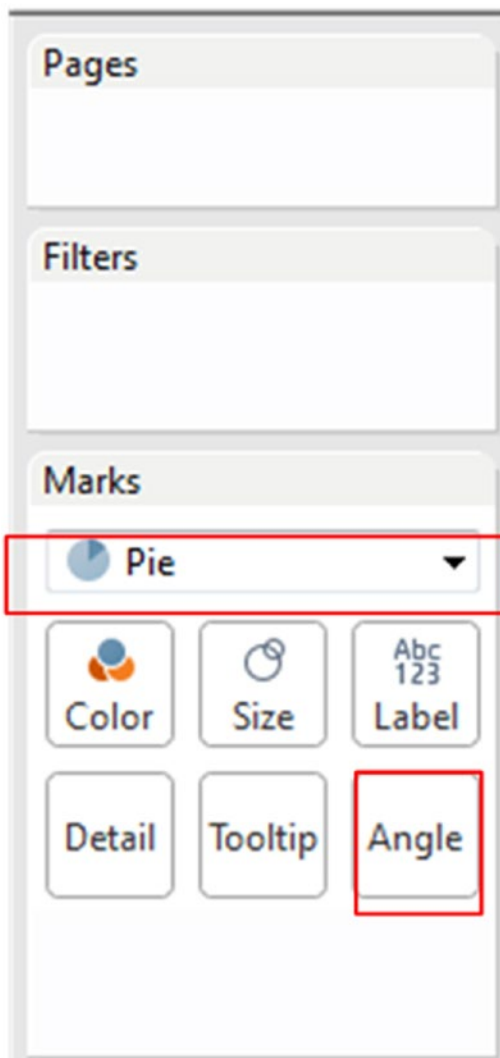 Pages
Filters
Marks
Pie
Abc
123
Color Size Label
Detail Tooltip Angle